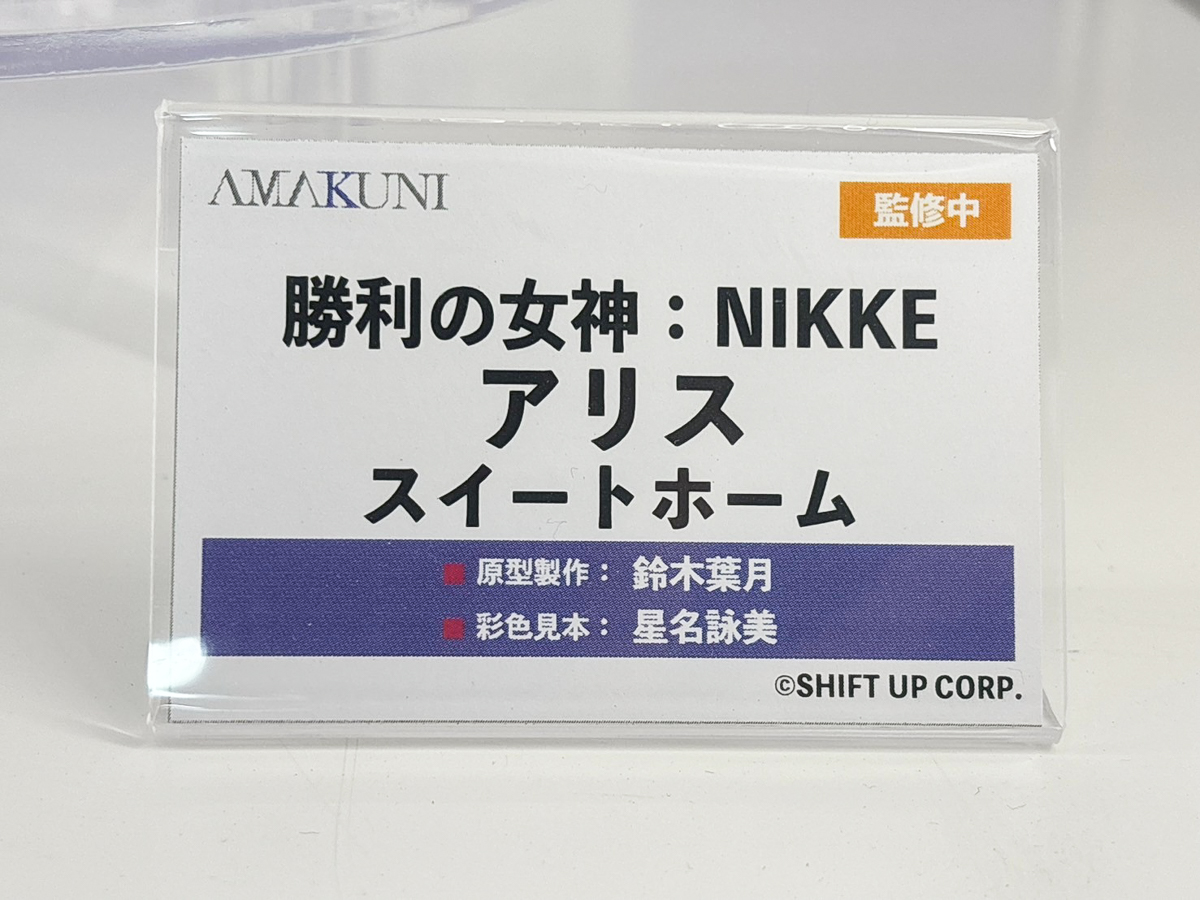 AMAKUNI
監修中
勝利の女神：NIKKE
アリス
スイートホーム
■ 原型製作： 鈴木葉月
■ 彩色見本： 星名詠美
©SHIFT UP CORP.